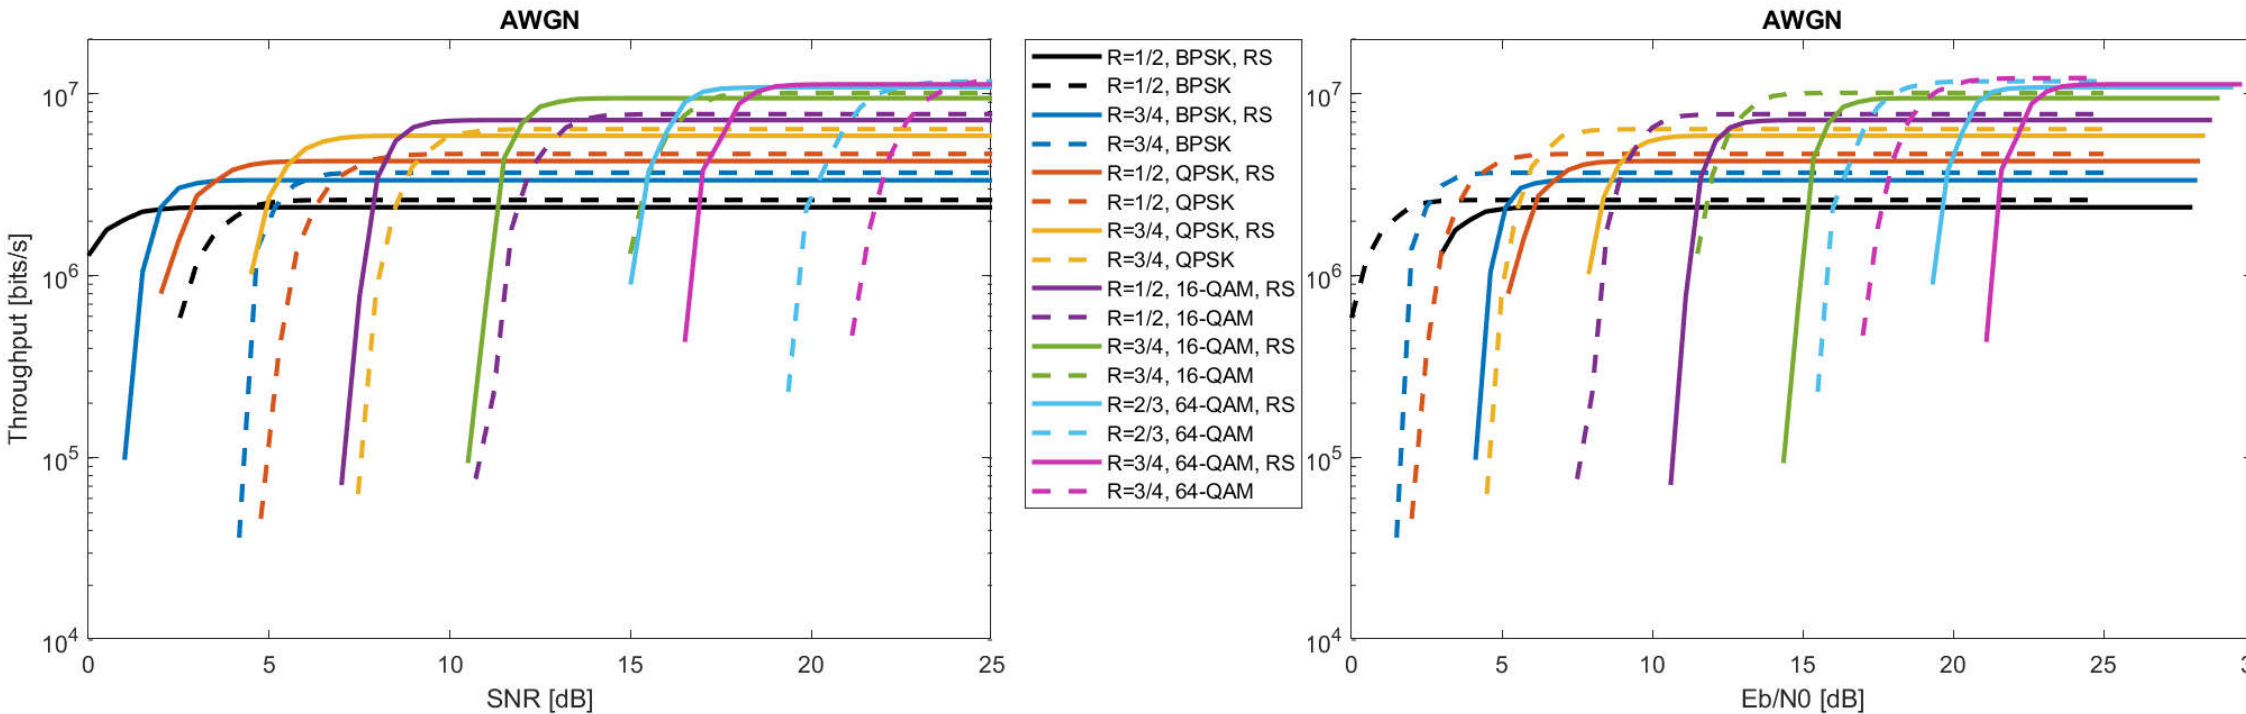 AWGN
10^7
10^6
10^5
10^4
Throughput [bits/s]
0 5 10 15 20 25
SNR [dB]
R=1/2, BPSK, RS
R=1/2, BPSK
R=3/4, BPSK, RS
R=3/4, BPSK
R=1/2, QPSK, RS
R=1/2, QPSK
R=3/4, QPSK, RS
R=3/4, QPSK
R=1/2, 16-QAM, RS
R=1/2, 16-QAM
R=3/4, 16-QAM, RS
R=3/4, 16-QAM
R=2/3, 64-QAM, RS
R=2/3, 64-QAM
R=3/4, 64-QAM, RS
R=3/4, 64-QAM
AWGN
10^7
10^6
10^5
10^4
0 5 10 15 20 25
Eb/N0 [dB]